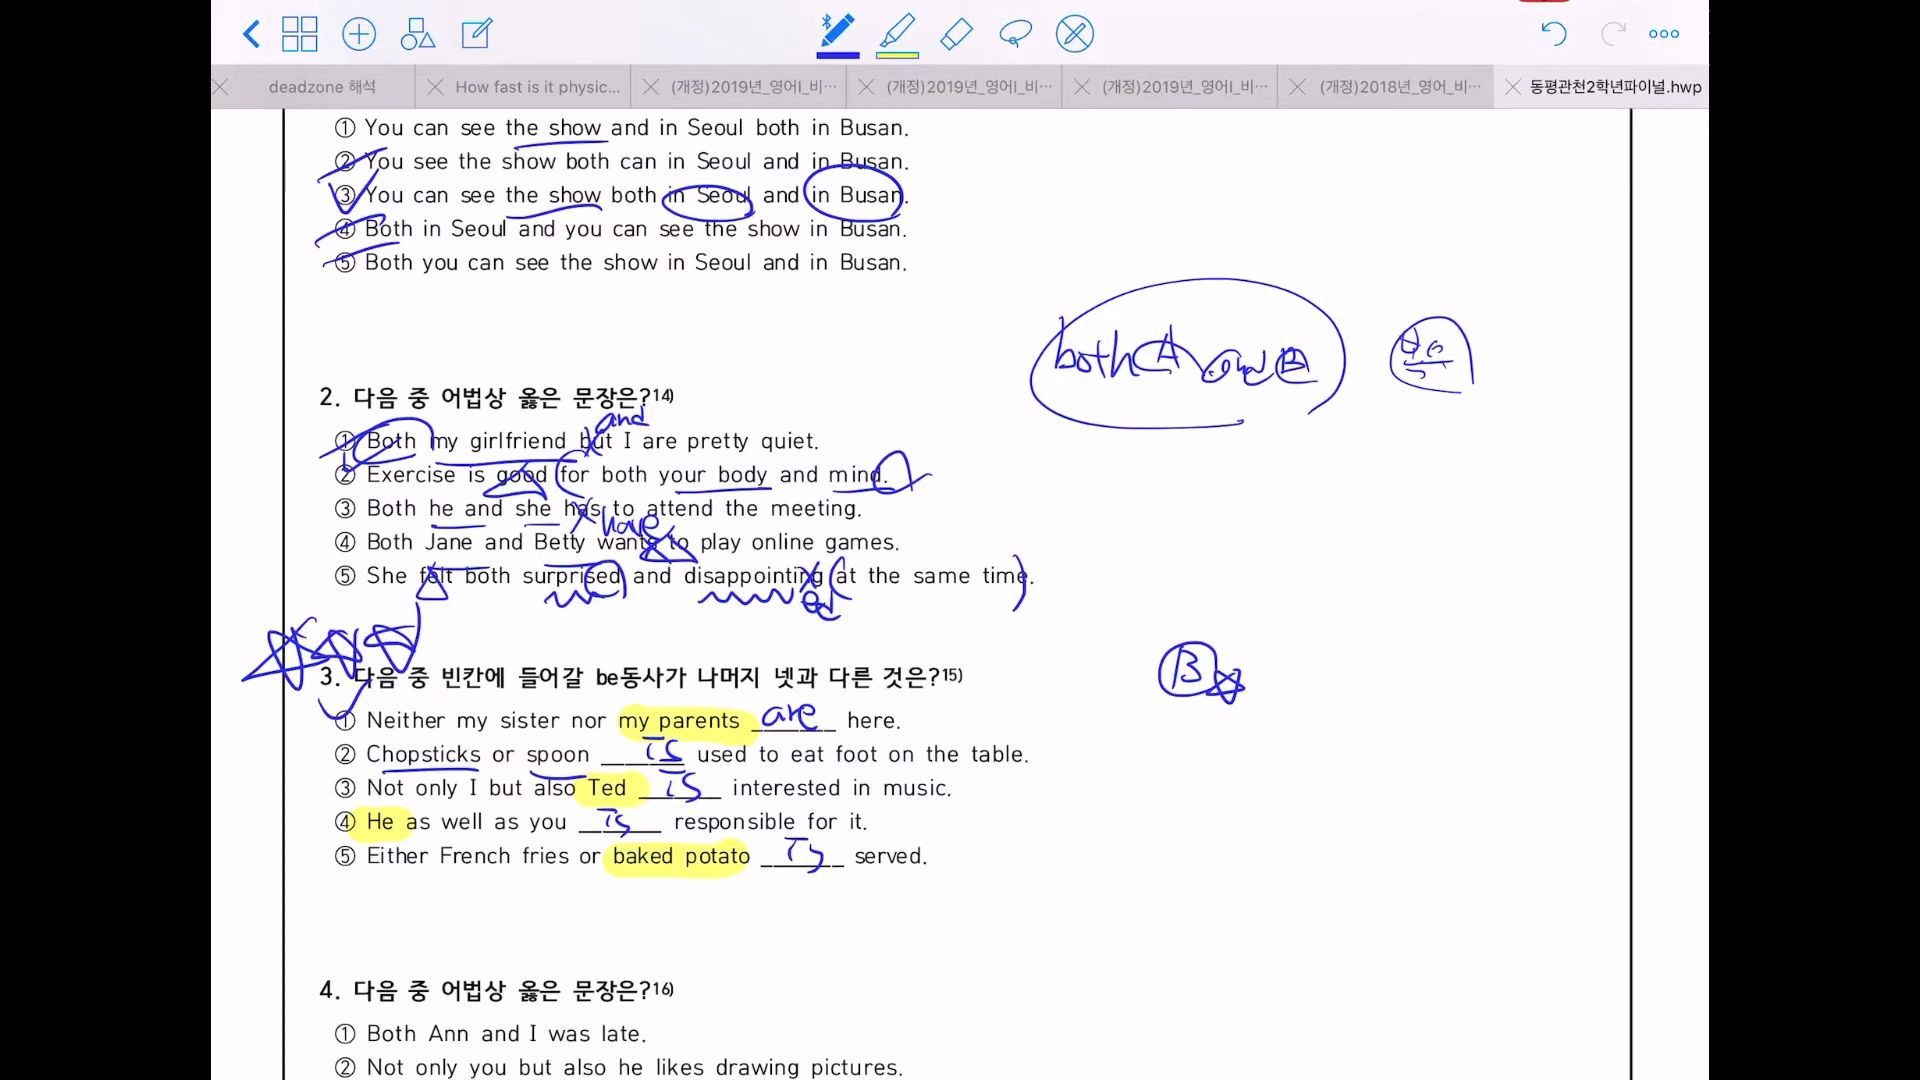 deadzone 해석
How fast is it physic...
(개정)2019년_영어I_비...
(개정)2019년_영어I_비...
(개정)2019년_영어I_비...
(개정)2018년_영어_비...
동평관천2학년파이널.hwp
① You can see the show and in Seoul both in Busan.
② You see the show both can in Seoul and in Busan.
③ You can see the show both in Seoul and in Busan.
④ Both in Seoul and you can see the show in Busan.
⑤ Both you can see the show in Seoul and in Busan.
both A and B
2. 다음 중 어법상 옳은 문장은?14)
and
① Both my girlfriend but I are pretty quiet.
② Exercise is good for both your body and mind.
③ Both he and she has to attend the meeting.
have
④ Both Jane and Betty wants to play online games.
⑤ She felt both surprised and disappointing at the same time.
ed
3. 다음 중 빈칸에 들어갈 be동사가 나머지 넷과 다른 것은?15)
B
① Neither my sister nor my parents are here.
② Chopsticks or spoon is used to eat foot on the table.
③ Not only I but also Ted is interested in music.
④ He as well as you is responsible for it.
⑤ Either French fries or baked potato is served.
4. 다음 중 어법상 옳은 문장은?16)
① Both Ann and I was late.
② Not only you but also he likes drawing pictures.